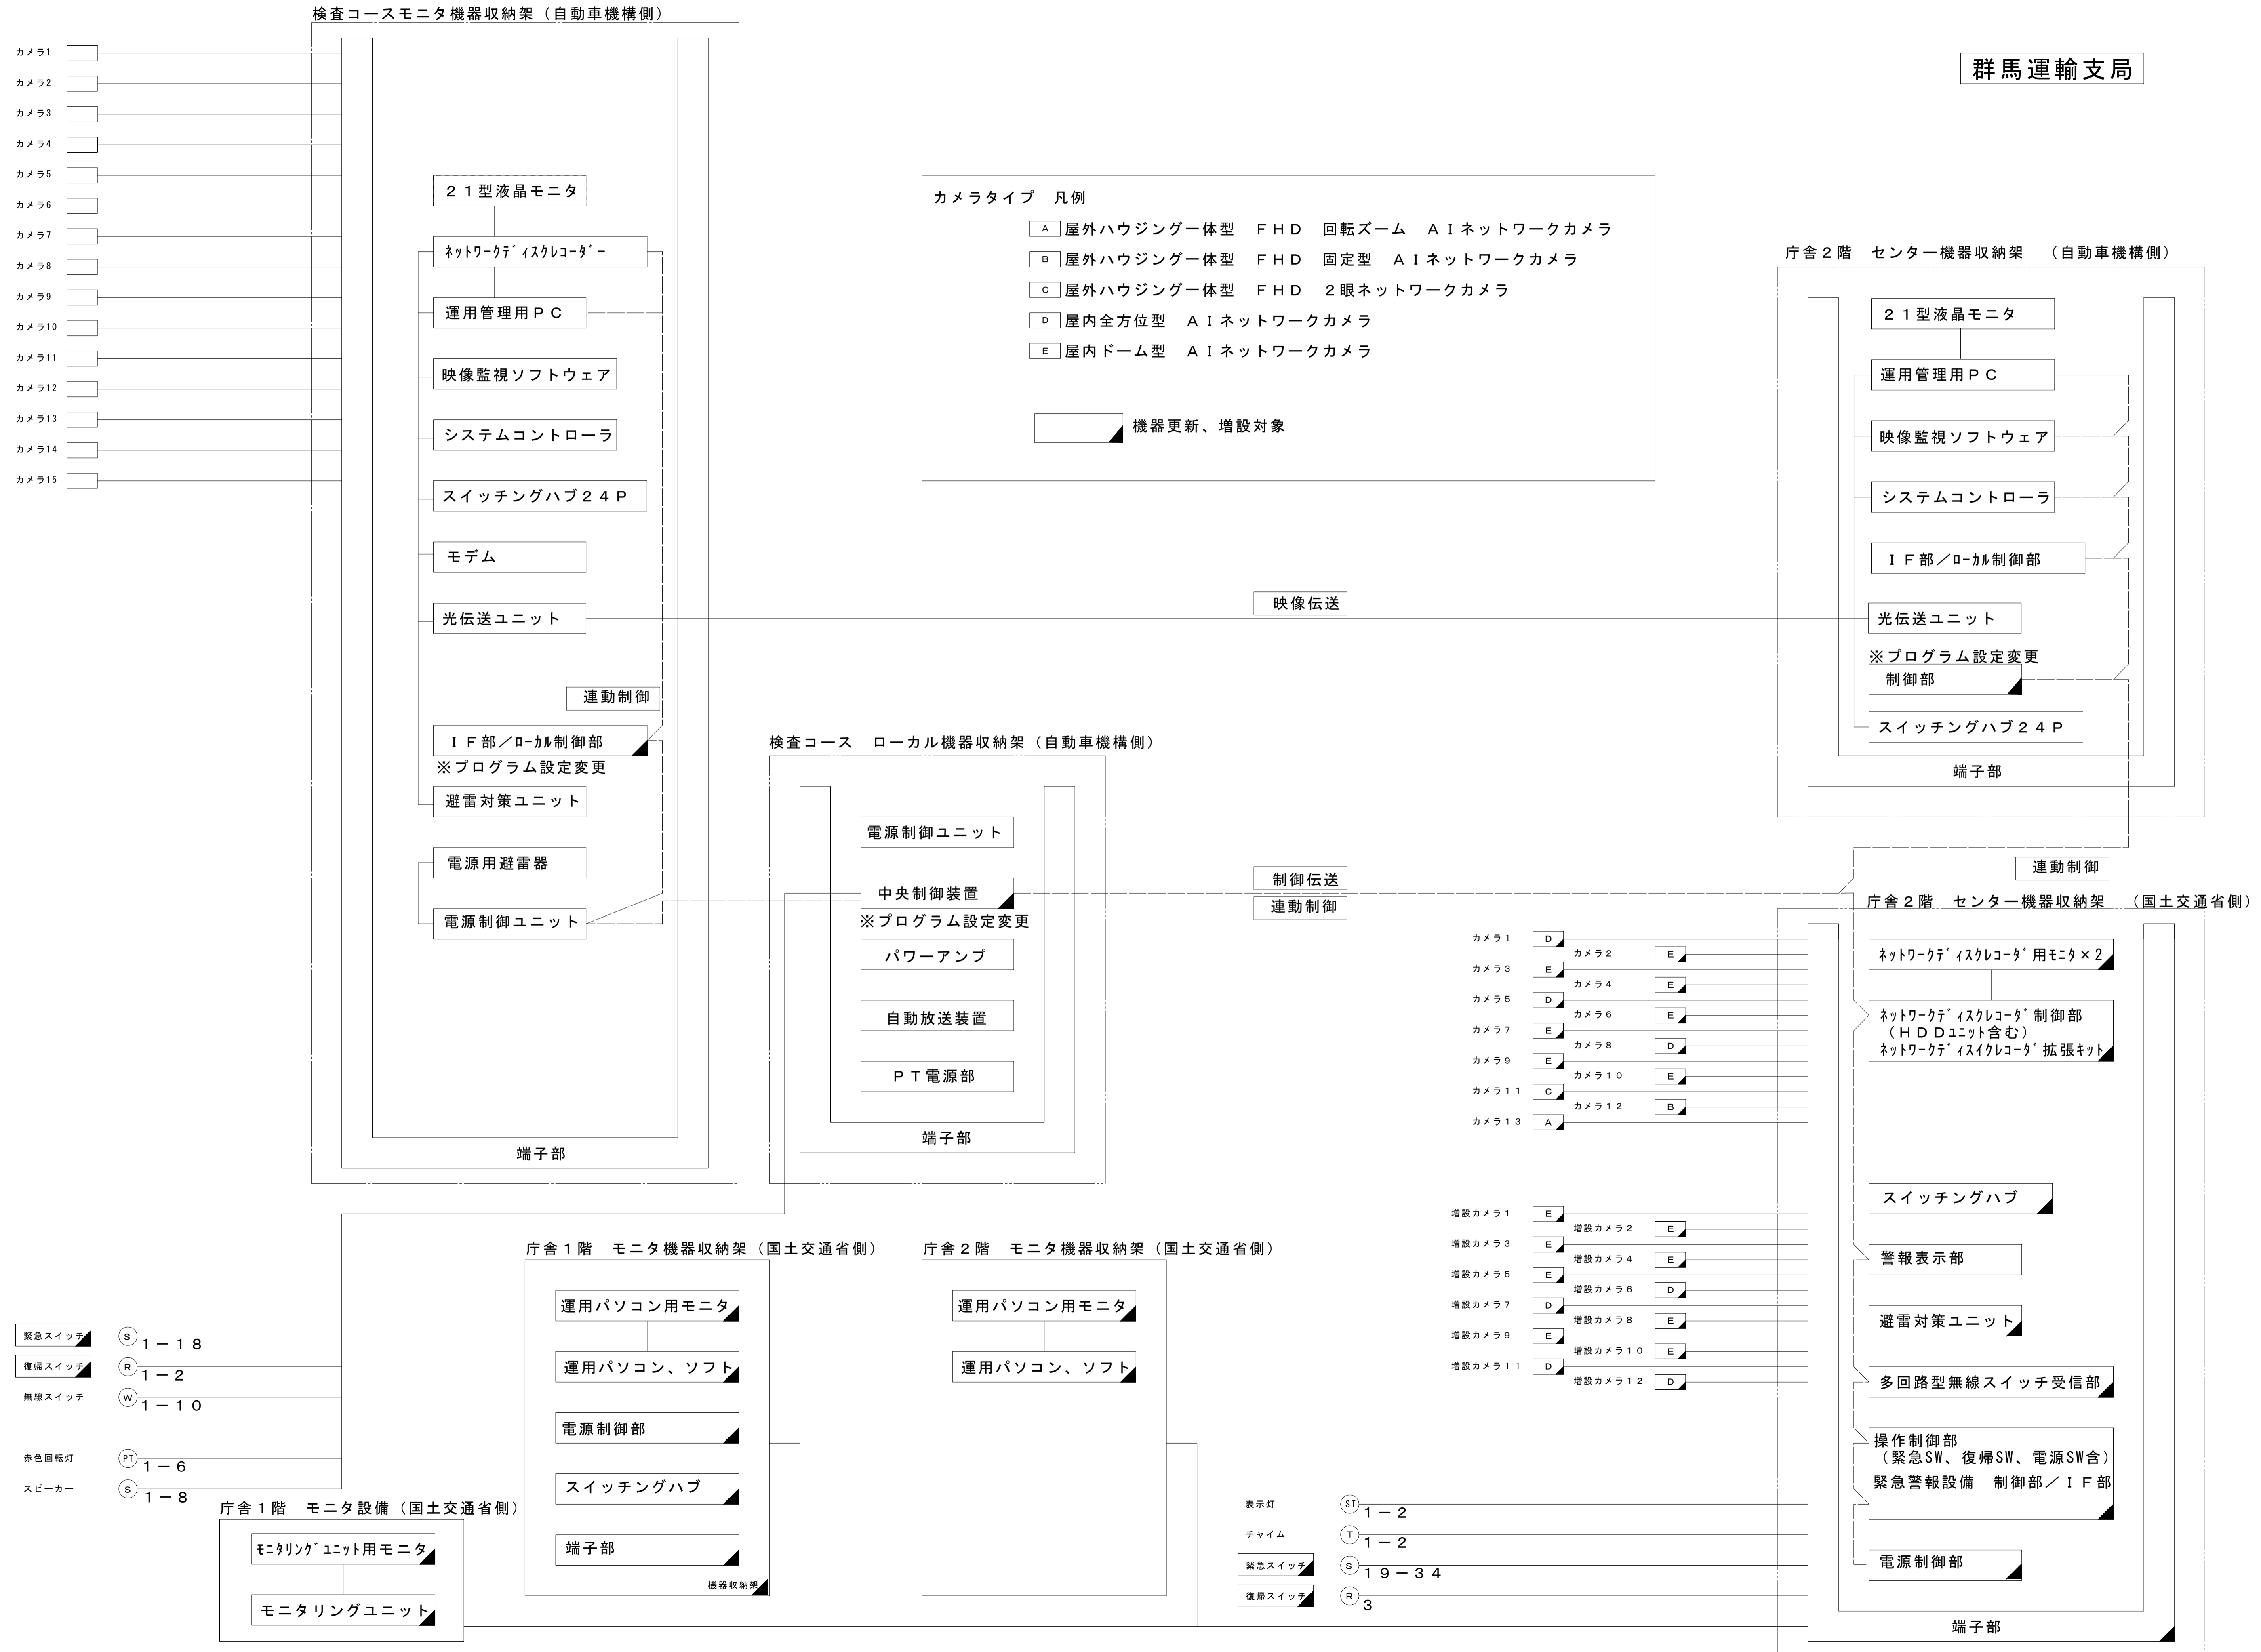 検査コースモニタ機器収納架（自動車機構側）
カメラ1
カメラ2
カメラ3
カメラ4
カメラ5
カメラ6
カメラ7
カメラ8
カメラ9
カメラ10
カメラ11
カメラ12
カメラ13
カメラ14
カメラ15
２１型液晶モニタ
ﾈｯﾄﾜｰｸﾃﾞｨｽｸﾚｺｰﾀﾞｰ
運用管理用ＰＣ
映像監視ソフトウェア
システムコントローラ
スイッチングハブ２４Ｐ
モデム
光伝送ユニット
連動制御
ＩＦ部／ﾛｰｶﾙ制御部
※プログラム設定変更
避雷対策ユニット
電源用避雷器
電源制御ユニット
端子部
群馬運輸支局
カメラタイプ　凡例
A 屋外ハウジング一体型　ＦＨＤ　回転ズーム　ＡＩネットワークカメラ
B 屋外ハウジング一体型　ＦＨＤ　固定型　ＡＩネットワークカメラ
C 屋外ハウジング一体型　ＦＨＤ　２眼ネットワークカメラ
D 屋内全方位型　ＡＩネットワークカメラ
E 屋内ドーム型　ＡＩネットワークカメラ
機器更新、増設対象
庁舎２階　センター機器収納架　（自動車機構側）
２１型液晶モニタ
運用管理用ＰＣ
映像監視ソフトウェア
システムコントローラ
ＩＦ部／ﾛｰｶﾙ制御部
光伝送ユニット
※プログラム設定変更
制御部
スイッチングハブ２４Ｐ
端子部
映像伝送
検査コース　ローカル機器収納架（自動車機構側）
電源制御ユニット
中央制御装置
※プログラム設定変更
パワーアンプ
自動放送装置
ＰＴ電源部
端子部
制御伝送
連動制御
連動制御
庁舎２階　センター機器収納架　（国土交通省側）
カメラ１ D
カメラ２ E
カメラ３ E
カメラ４ E
カメラ５ D
カメラ６ E
カメラ７ E
カメラ８ D
カメラ９ E
カメラ１０ E
カメラ１１ C
カメラ１２ B
カメラ１３ A
増設カメラ１ E
増設カメラ２ E
増設カメラ３ E
増設カメラ４ E
増設カメラ５ E
増設カメラ６ D
増設カメラ７ D
増設カメラ８ E
増設カメラ９ E
増設カメラ１０ E
増設カメラ１１ D
増設カメラ１２ D
ﾈｯﾄﾜｰｸﾃﾞｨｽｸﾚｺｰﾀﾞ用ﾓﾆﾀ×２
ﾈｯﾄﾜｰｸﾃﾞｨｽｸﾚｺｰﾀﾞ制御部
（ＨＤＤﾕﾆｯﾄ含む）
ﾈｯﾄﾜｰｸﾃﾞｨｽｲｸﾚｺｰﾀﾞ拡張ｷｯﾄ
スイッチングハブ
警報表示部
避雷対策ユニット
多回路型無線スイッチ受信部
操作制御部
（緊急SW、復帰SW、電源SW含）
緊急警報設備　制御部／ＩＦ部
電源制御部
端子部
緊急スイッチ S １－１８
復帰スイッチ R １－２
無線スイッチ W １－１０
赤色回転灯 PT １－６
スピーカー S １－８
庁舎１階　モニタ設備（国土交通省側）
ﾓﾆﾀﾘﾝｸﾞﾕﾆｯﾄ用モニタ
モニタリングユニット
庁舎１階　モニタ機器収納架（国土交通省側）
運用パソコン用モニタ
運用パソコン、ソフト
電源制御部
スイッチングハブ
端子部
機器収納架
庁舎２階　モニタ機器収納架（国土交通省側）
運用パソコン用モニタ
運用パソコン、ソフト
表示灯 ST １－２
チャイム T １－２
緊急スイッチ S １９－３４
復帰スイッチ R ３